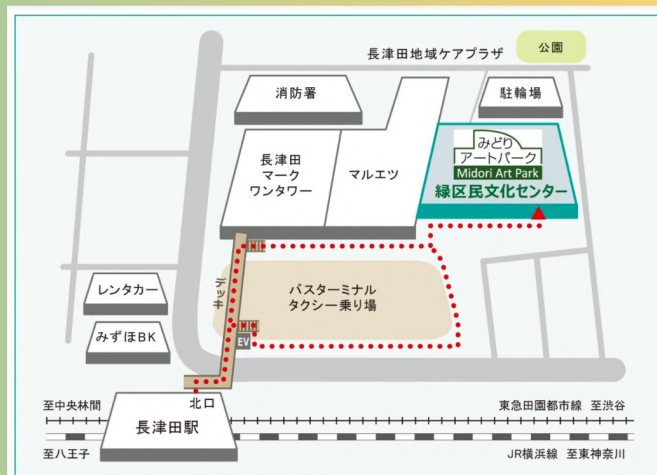 公園
長津田地域ケアプラザ
消防署
駐輪場
長津田
マーク
ワンタワー
マルエツ
みどり
アートパーク
Midori Art Park
緑区民文化センター
デッキ
バスターミナル
タクシー乗り場
レンタカー
みずほBK
EV
北口
至中央林間
東急田園都市線 至渋谷
長津田駅
至八王子
JR横浜線 至東神奈川